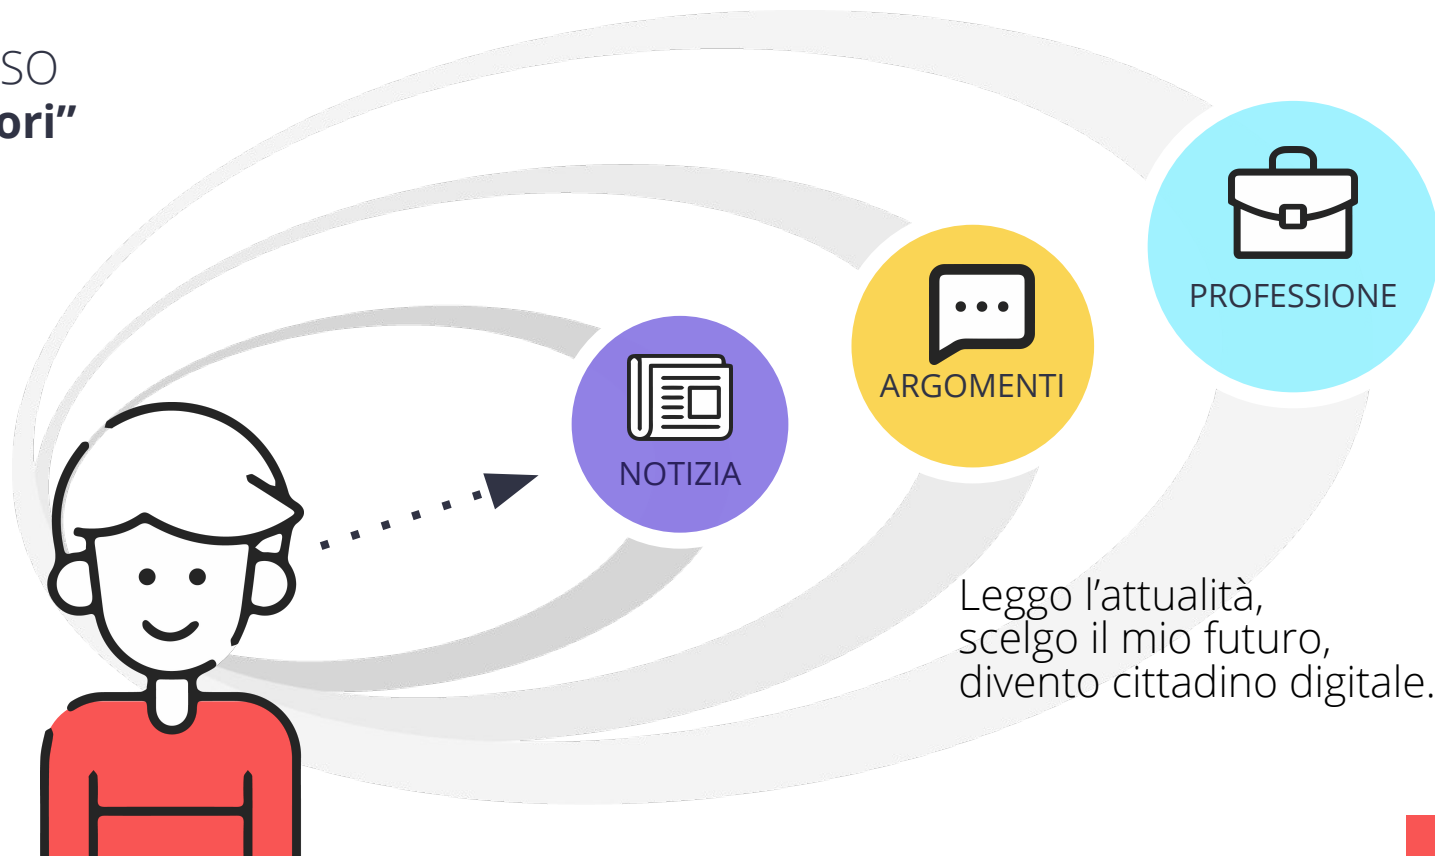 SO
ori”
PROFESSIONE
ARGOMENTI
NOTIZIA
Leggo l’attualità,
scelgo il mio futuro,
divento cittadino digitale.